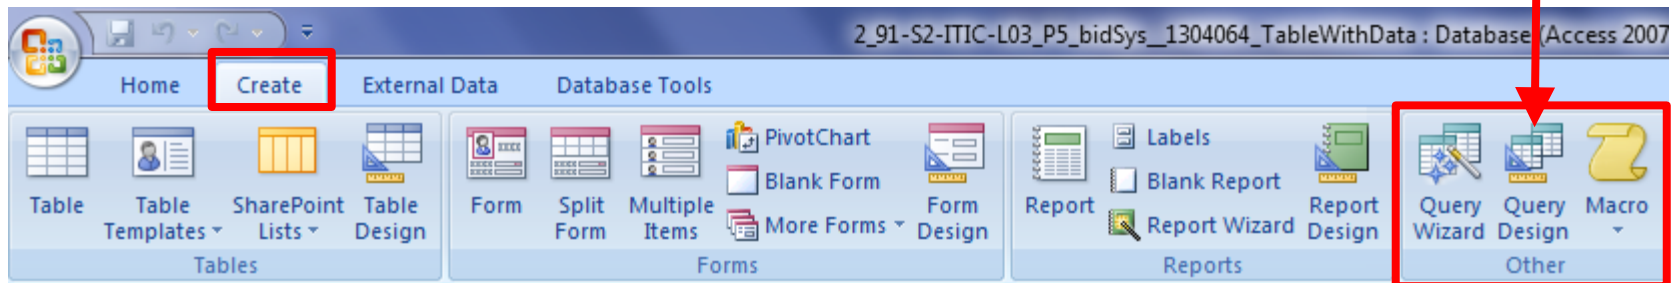 2_91-S2-ITIC-L03_P5_bidSys__1304064_TableWithData : Database (Access 2007
Home Create External Data Database Tools
Table
Table
Templates
SharePoint
Lists
Table
Design
Tables
Form
Split
Form
Multiple
Items
PivotChart
Blank Form
More Forms
Form
Design
Forms
Report
Labels
Blank Report
Report Wizard
Report
Design
Reports
Query
Wizard
Query
Design
Macro
Other